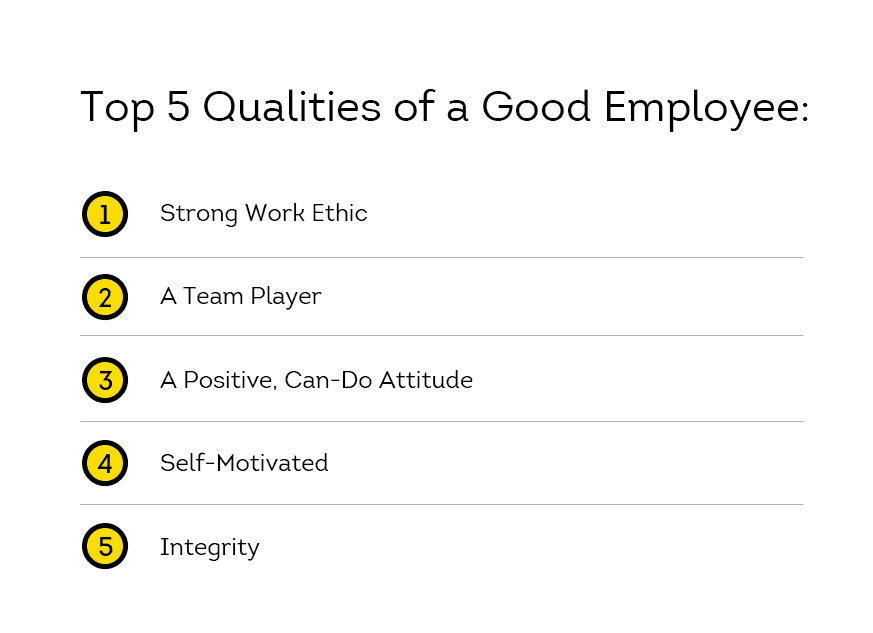 Top 5 Qualities of a Good Employee:
1 Strong Work Ethic
2 A Team Player
3 A Positive, Can-Do Attitude
4 Self-Motivated
5 Integrity